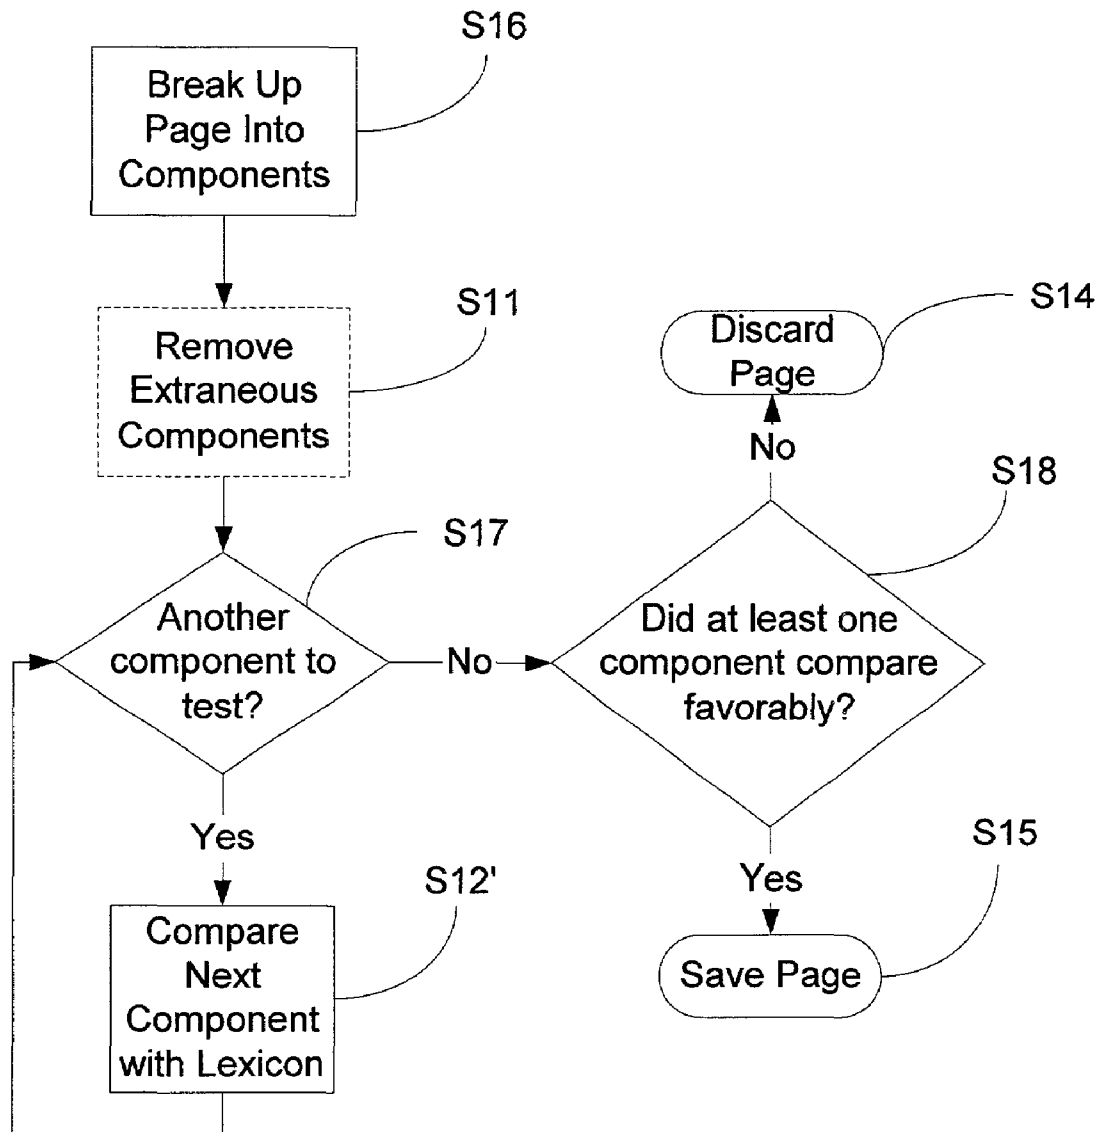 S16
Break Up
Page Into
Components
S11
Remove
Extraneous
Components
S14
Discard
Page
No
S18
S17
Another
component to
test?
No
Did at least one
component compare
favorably?
Yes
S12'
Compare
Next
Component
with Lexicon
Yes
S15
Save Page